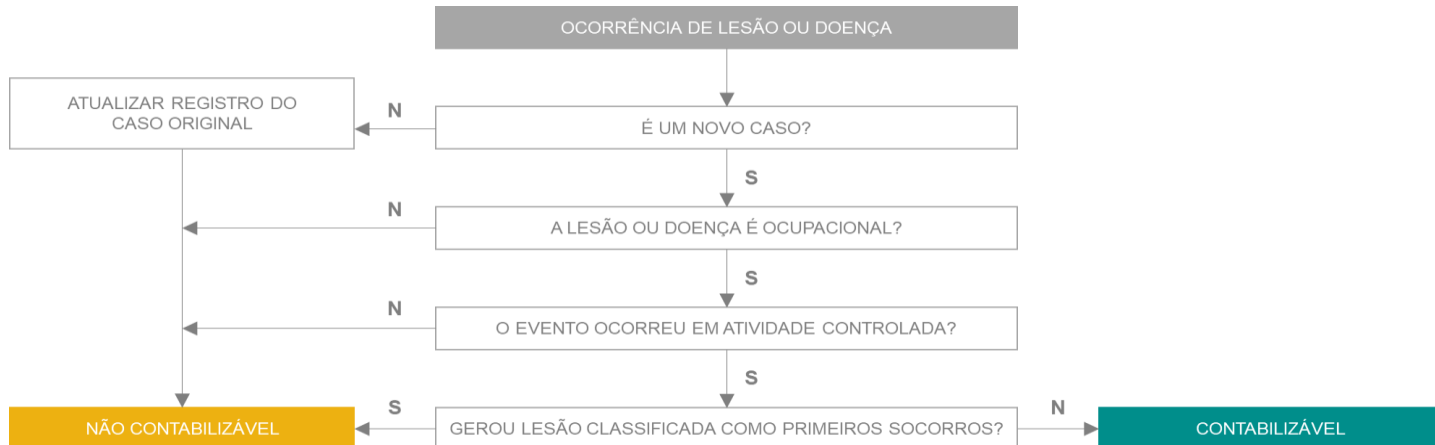 OCORRÊNCIA DE LESÃO OU DOENÇA
ATUALIZAR REGISTRO DO
CASO ORIGINAL
N
É UM NOVO CASO?
S
N
A LESÃO OU DOENÇA É OCUPACIONAL?
S
N
O EVENTO OCORREU EM ATIVIDADE CONTROLADA?
S
NÃO CONTABILIZÁVEL
S
GEROU LESÃO CLASSIFICADA COMO PRIMEIROS SOCORROS?
N
CONTABILIZÁVEL